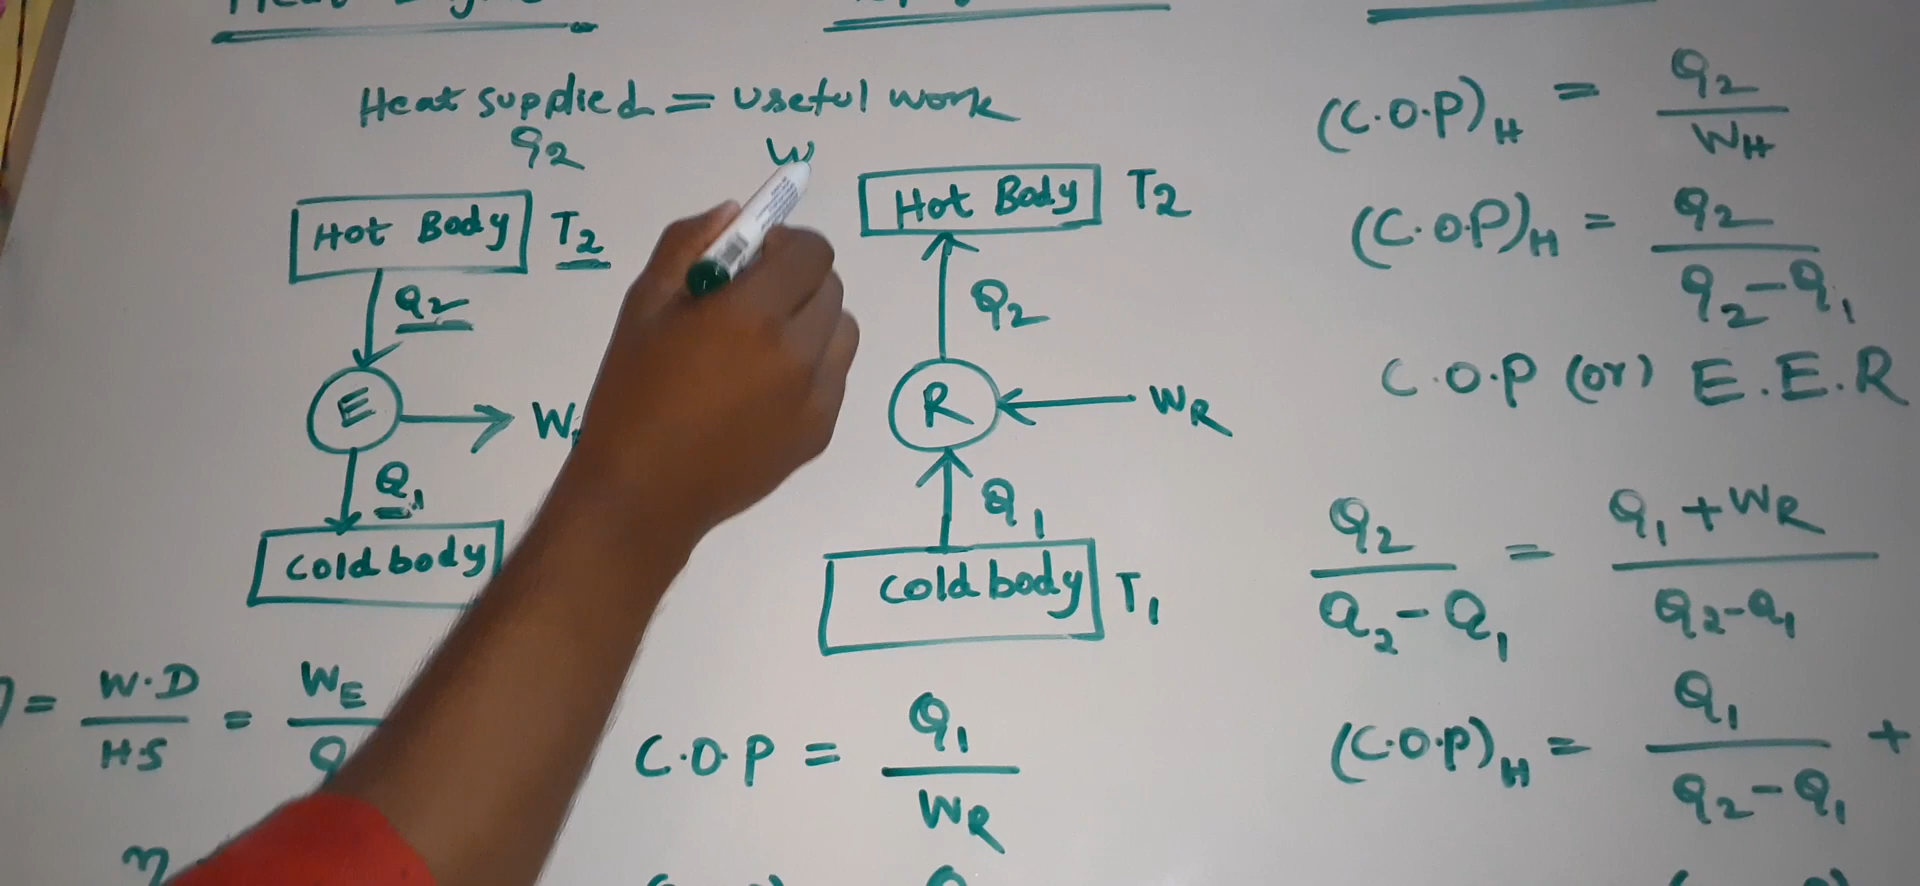 Heat
Heat supplied = useful work
Q2 W
Hot Body T2
Q2
E W
Q1
Cold body
η = W.D / H.S = WE / Q
η
Hot Body T2
Q2
R WR
Q1
Cold body T1
C.O.P = Q1 / WR
(C.O.P)H = Q2 / WH
(C.O.P)H = Q2 / Q2-Q1
C.O.P (or) E.E.R
Q2 / Q2-Q1 = Q1+WR / Q2-Q1
(C.O.P)H = Q1 / Q2-Q1 +